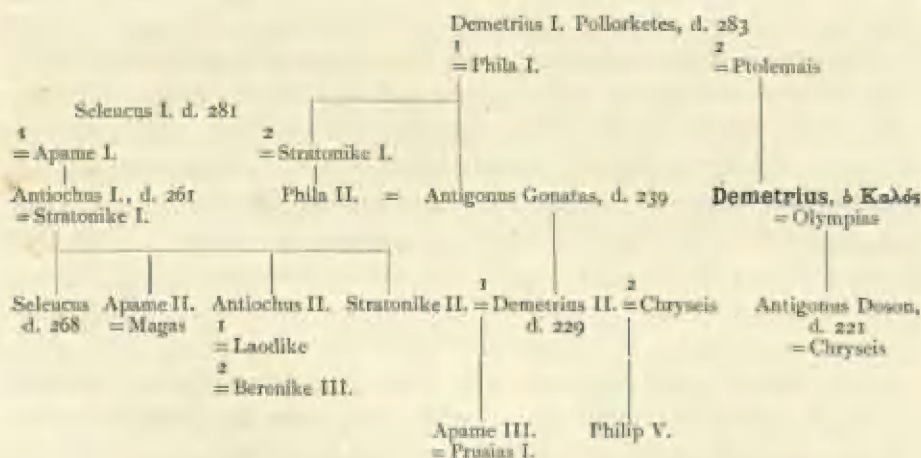 Demetrius I. Poliorketes, d. 283
1 2
= Phila I. = Ptolemais
Seleucus I. d. 281
1 2
= Apame I. = Stratonike I.
Antiochus I., d. 261 Phila II. = Antigonus Gonatas, d. 239 Demetrius, ὁ Καλός
= Stratonike I. = Olympias
1 2
Seleucus Apame II. Antiochus II. Stratonike II. = Demetrius II. = Chryseis Antigonus Doson,
d. 268 = Magas 1 d. 229 d. 221
= Laodike = Chryseis
2
= Beronike III.
Apame III. Philip V.
= Prusias I.